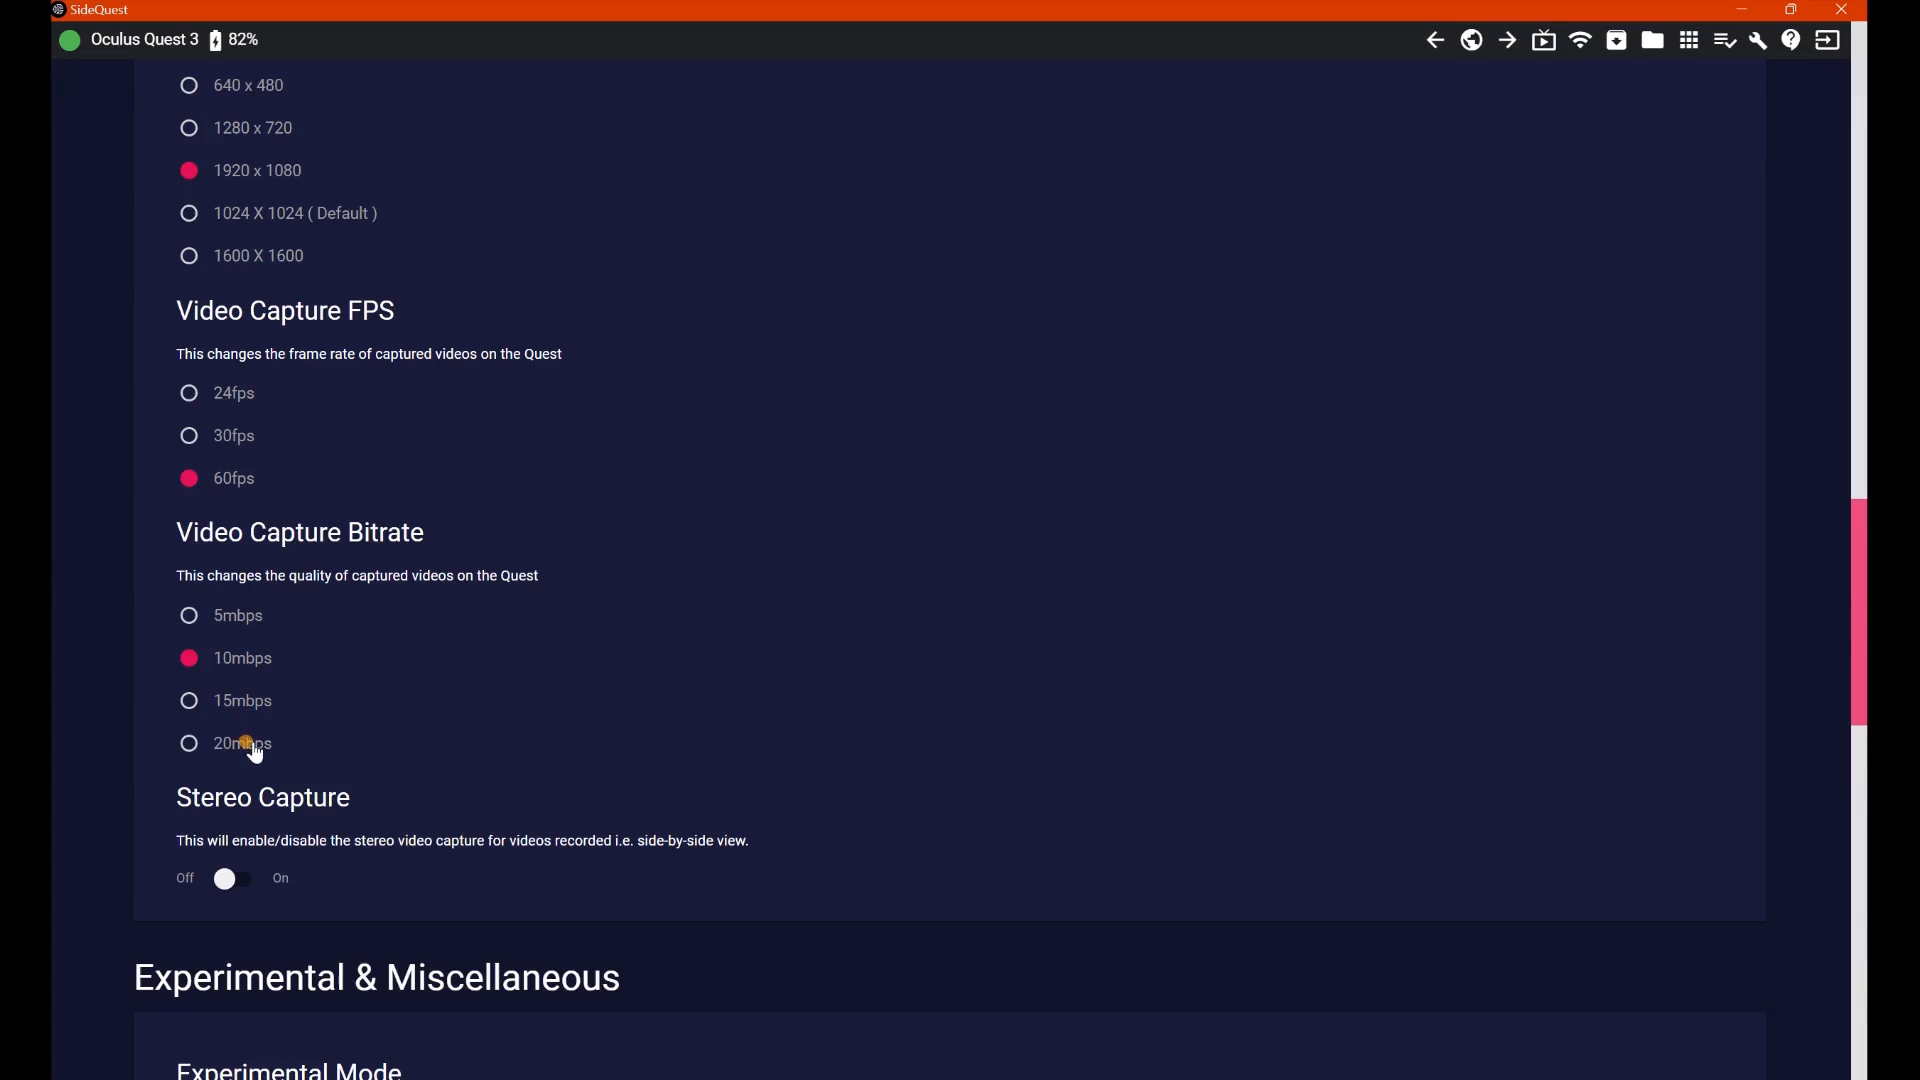 SideQuest
Oculus Quest 3 82%
640 x 480
1280 x 720
1920 x 1080
1024 X 1024 ( Default )
1600 X 1600
Video Capture FPS
This changes the frame rate of captured videos on the Quest
24fps
30fps
60fps
Video Capture Bitrate
This changes the quality of captured videos on the Quest
5mbps
10mbps
15mbps
20mbps
Stereo Capture
This will enable/disable the stereo video capture for videos recorded i.e. side-by-side view.
Off On
Experimental & Miscellaneous
Experimental Mode